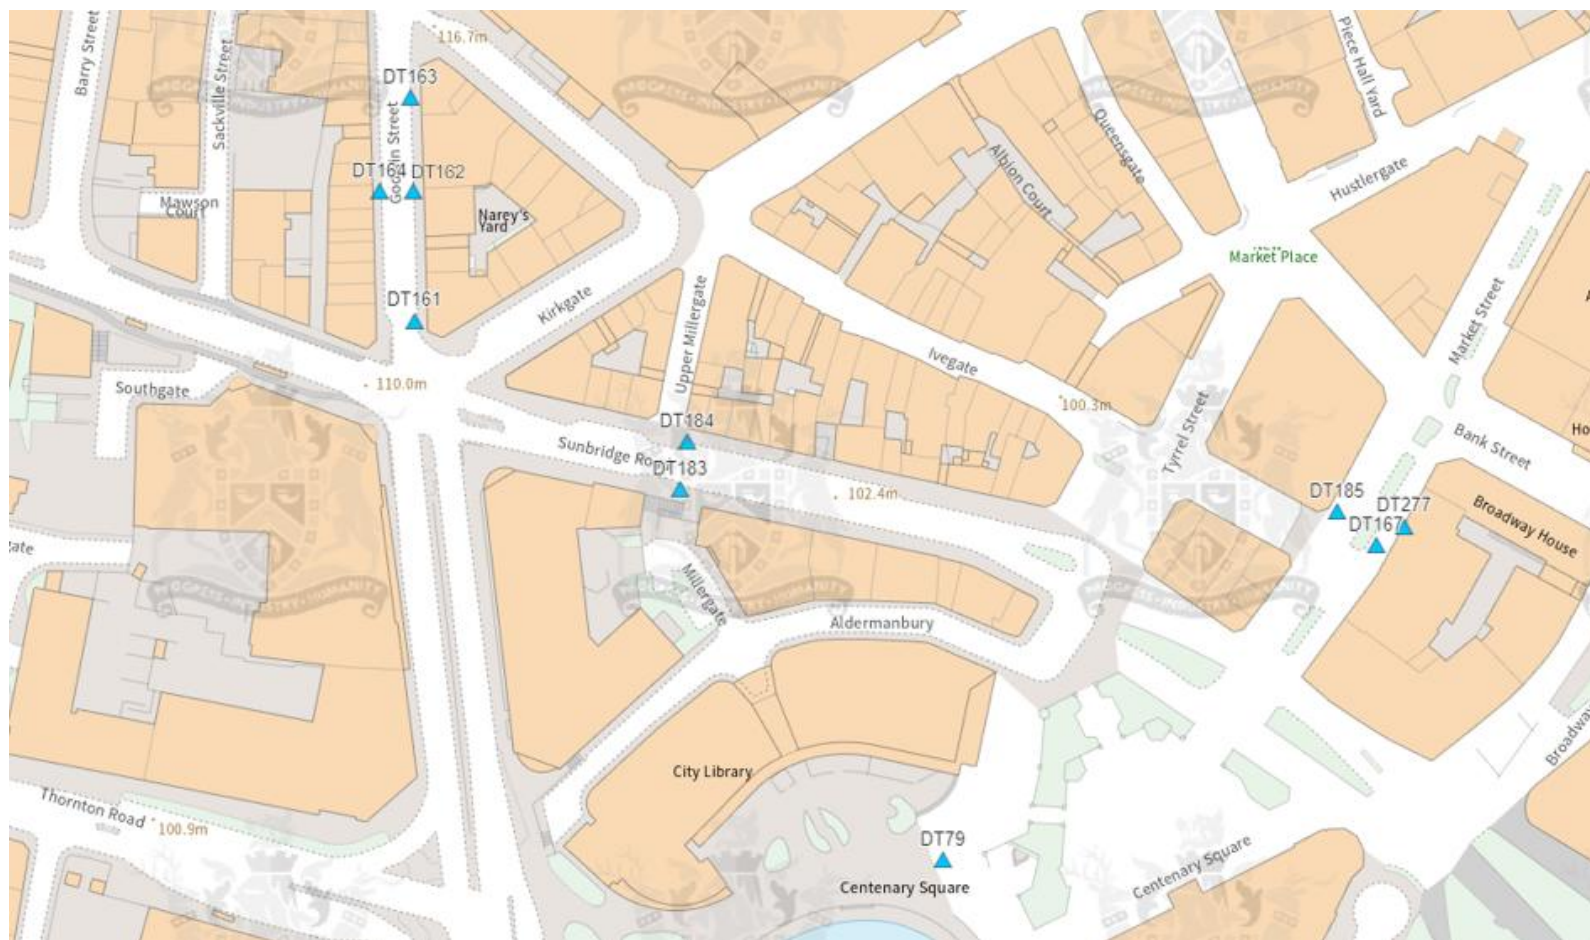 116.7m
Piece Hall Yard
Barry Street
Sackville Street
DT163
Queensgate
DT164
DT162
Albion Court
Hustlergate
Mawson
Court
Narey's
Yard
Market Place
DT161
Kirkgate
Upper Millergate
Market Street
Ivegate
110.0m
Southgate
100.3m
DT184
Tyrrel Street
Bank Street
Sunbridge
DT183
102.4m
DT185
DT277
DT167
Broadway House
Millergate
Aldermanbury
Broadway
City Library
Thornton Road
100.9m
DT79
Centenary Square
Centenary Square